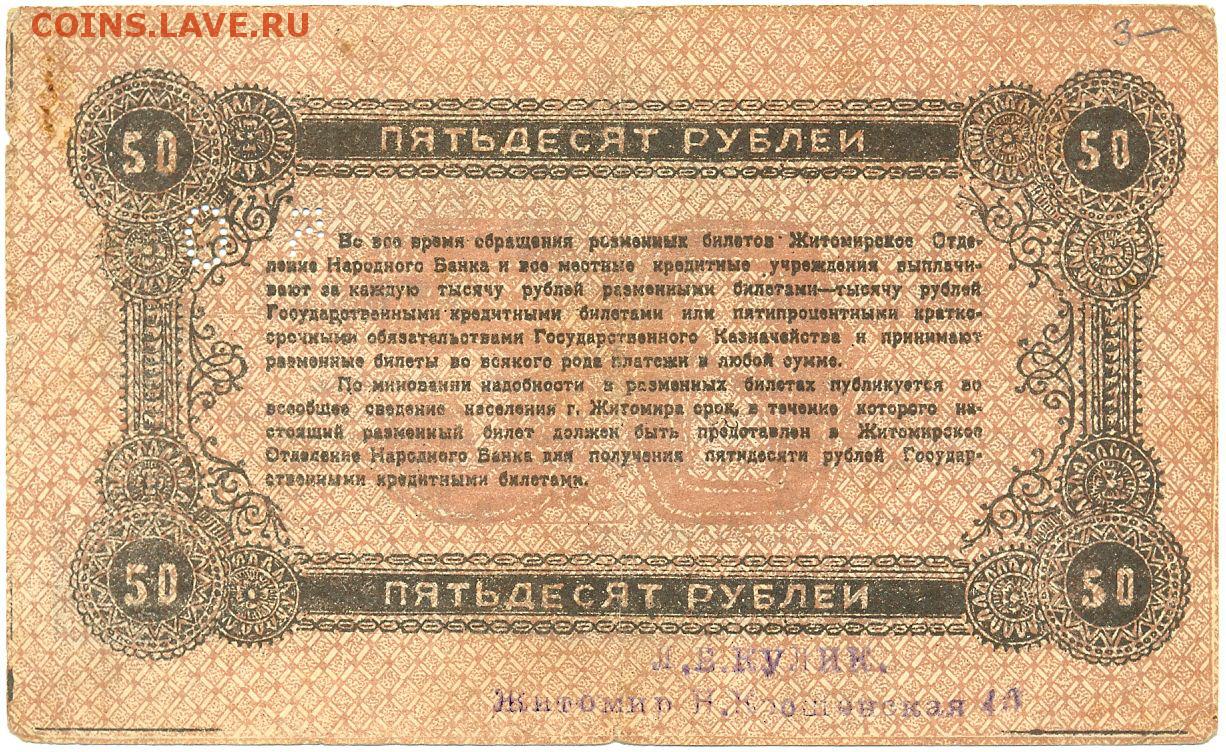 COINS.LAVE.RU
3—
50 ПЯТЬДЕСЯТ РУБЛЕЙ 50
Во все время обращения разменных билетов Житомирское Отде-
ление Народного Банка и все местные кредитные учреждения выплачи-
вают за каждую тысячу рублей разменными билетами—тысячу рублей
Государственными кредитными билетами или пятипроцентными кратко-
срочными обязательствами Государственного Казначейства и принимают
разменные билеты во всякого рода платежи в любой сумме.
По миновании надобности в разменных билетах публикуется во
всеобщее сведение населения г. Житомира срок, в течение которого на-
стоящий разменный билет должен быть представлен в Житомирское
Отделение Народного Банка для получения пятидесяти рублей Государ-
ственными кредитными билетами.
50 ПЯТЬДЕСЯТ РУБЛЕЙ 50
КУЛИК.
Житомир